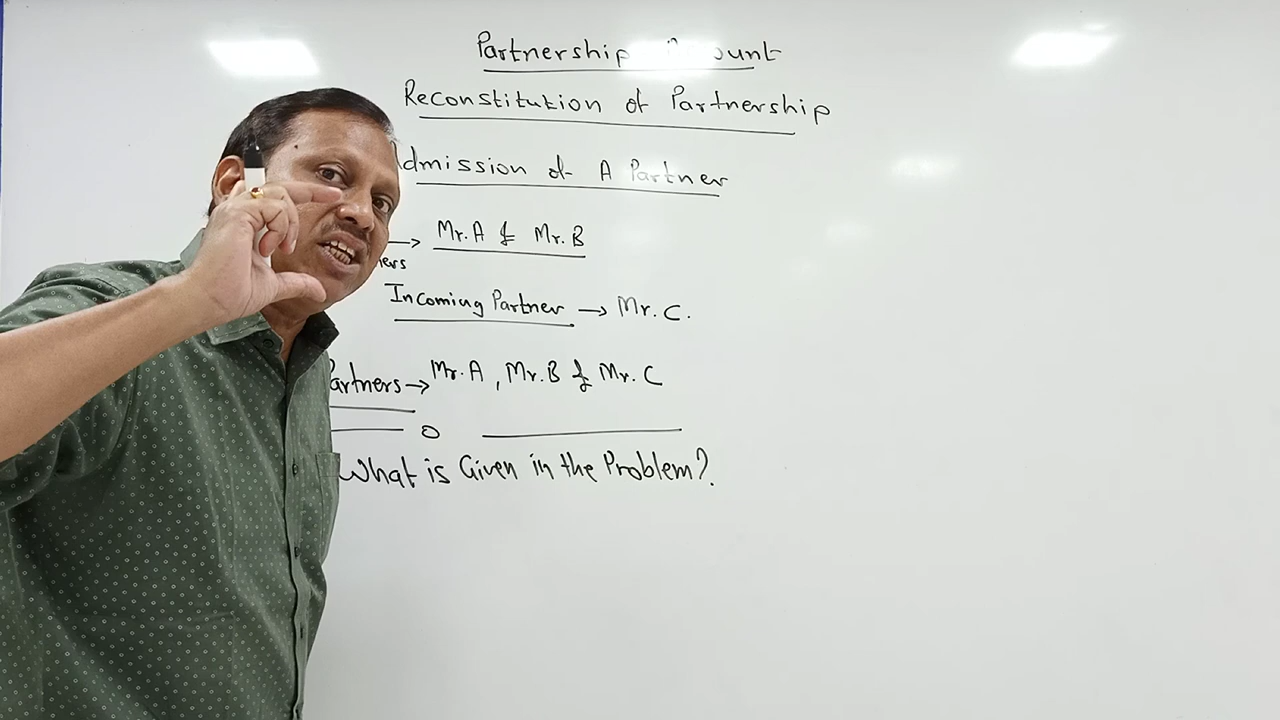 Partnership
Reconstitution of Partnership
Admission of A Partner
→ Mr. A & Mr. B
Incoming Partner → Mr. C.
Partners → Mr. A, Mr. B & Mr. C
What is Given in the Problem?